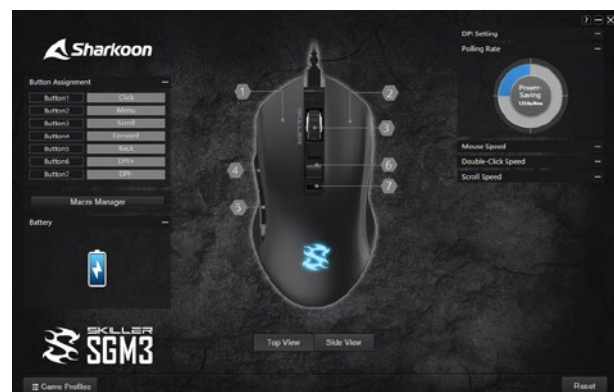 Sharkoon
Button Assignment
Button1 Click
Button2 Menu
Button3 Scroll
Button4 Forward
Button5 Back
Button6 DPI+
Button7 DPI-
Macro Manager
Battery
SKILLER
SGM3
Game Profiles
1
2
3
4
5
6
7
Top View
Side View
DPI Setting
Polling Rate
Power-
Saving
125Hz/8ms
Mouse Speed
Double-Click Speed
Scroll Speed
Reset